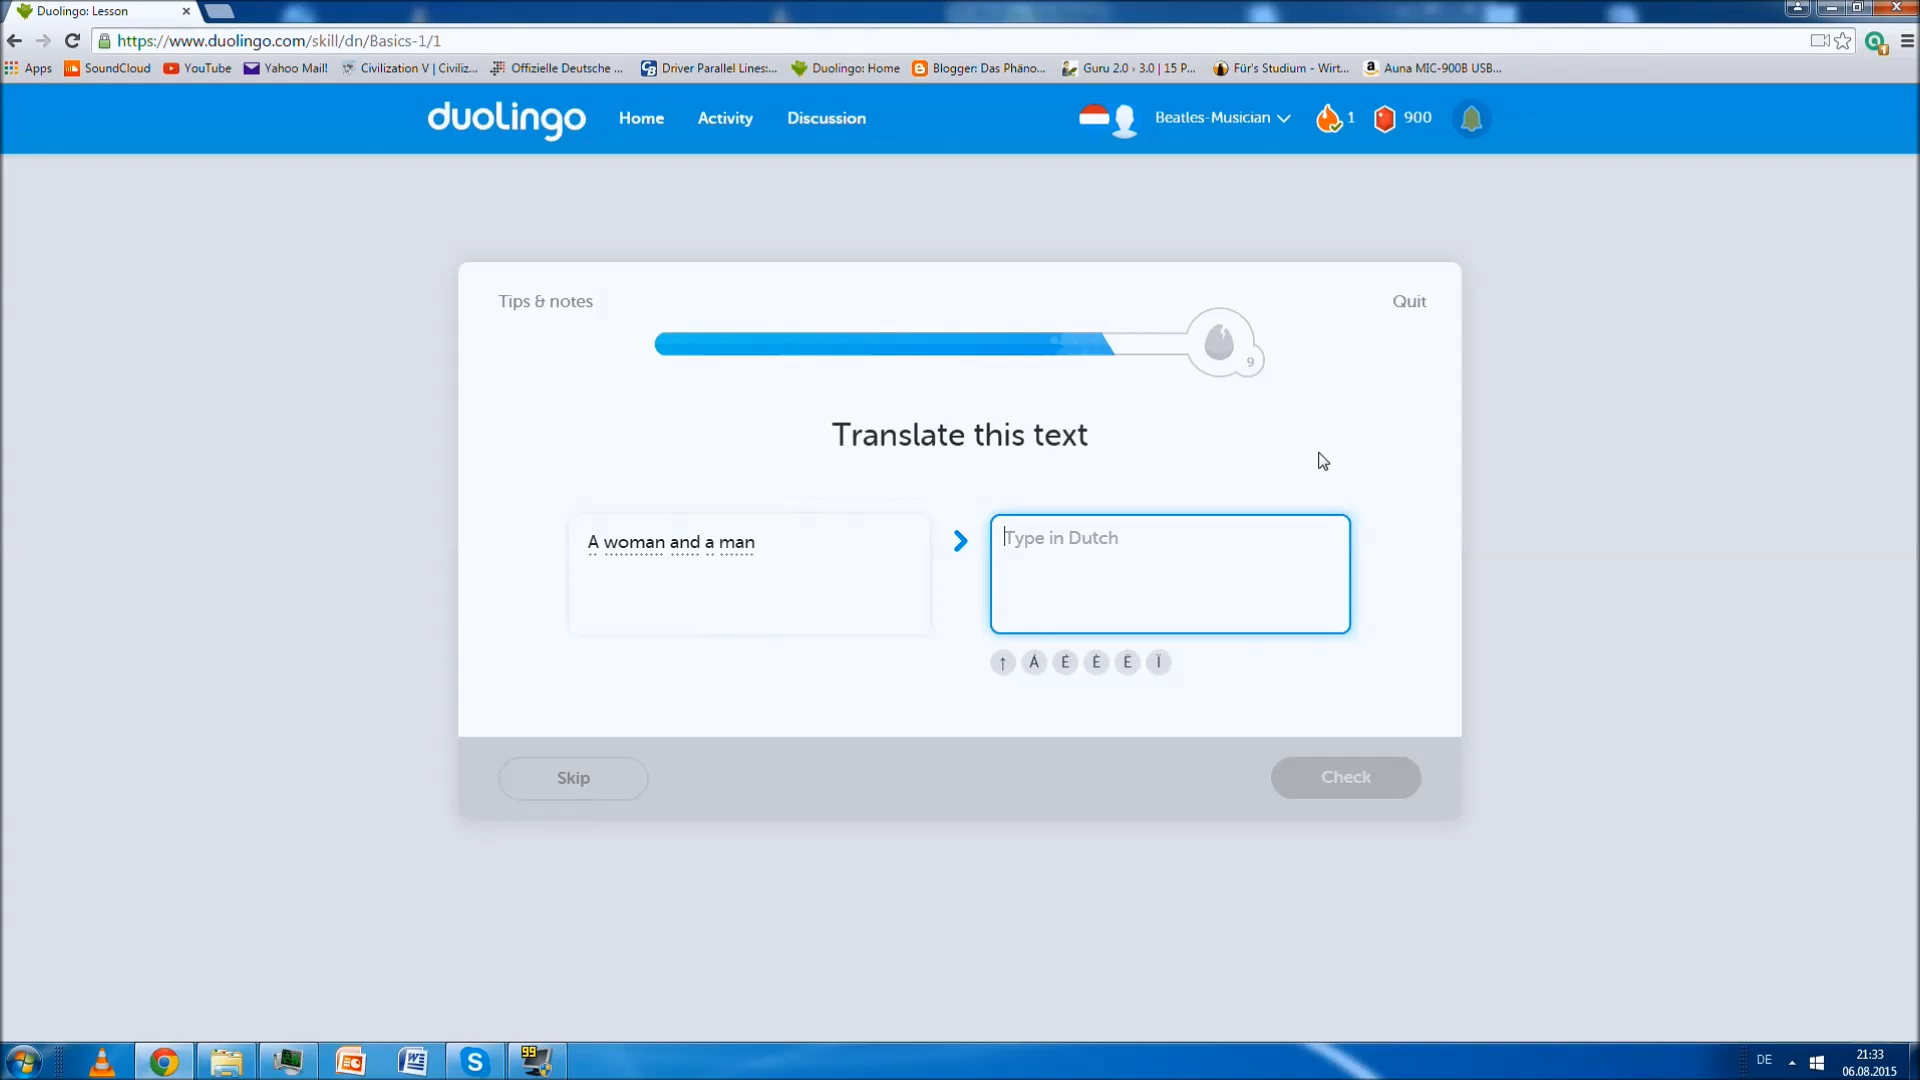 Duolingo: Lesson
https://www.duolingo.com/skill/dn/Basics-1/1
Apps SoundCloud YouTube Yahoo Mail! Civilization V | Civiliz... Offizielle Deutsche ... Driver Parallel Lines:... Duolingo: Home Blogger: Das Phäno... Guru 2.0 › 3.0 | 15 P... Für's Studium - Wirt... Auna MIC-900B USB...
duolingo Home Activity Discussion Beatles-Musician 1 900
Tips & notes Quit
9
Translate this text
A woman and a man
Type in Dutch
↑ Á É È Ë Ï
Skip Check
99
DE 21:33
06.08.2015